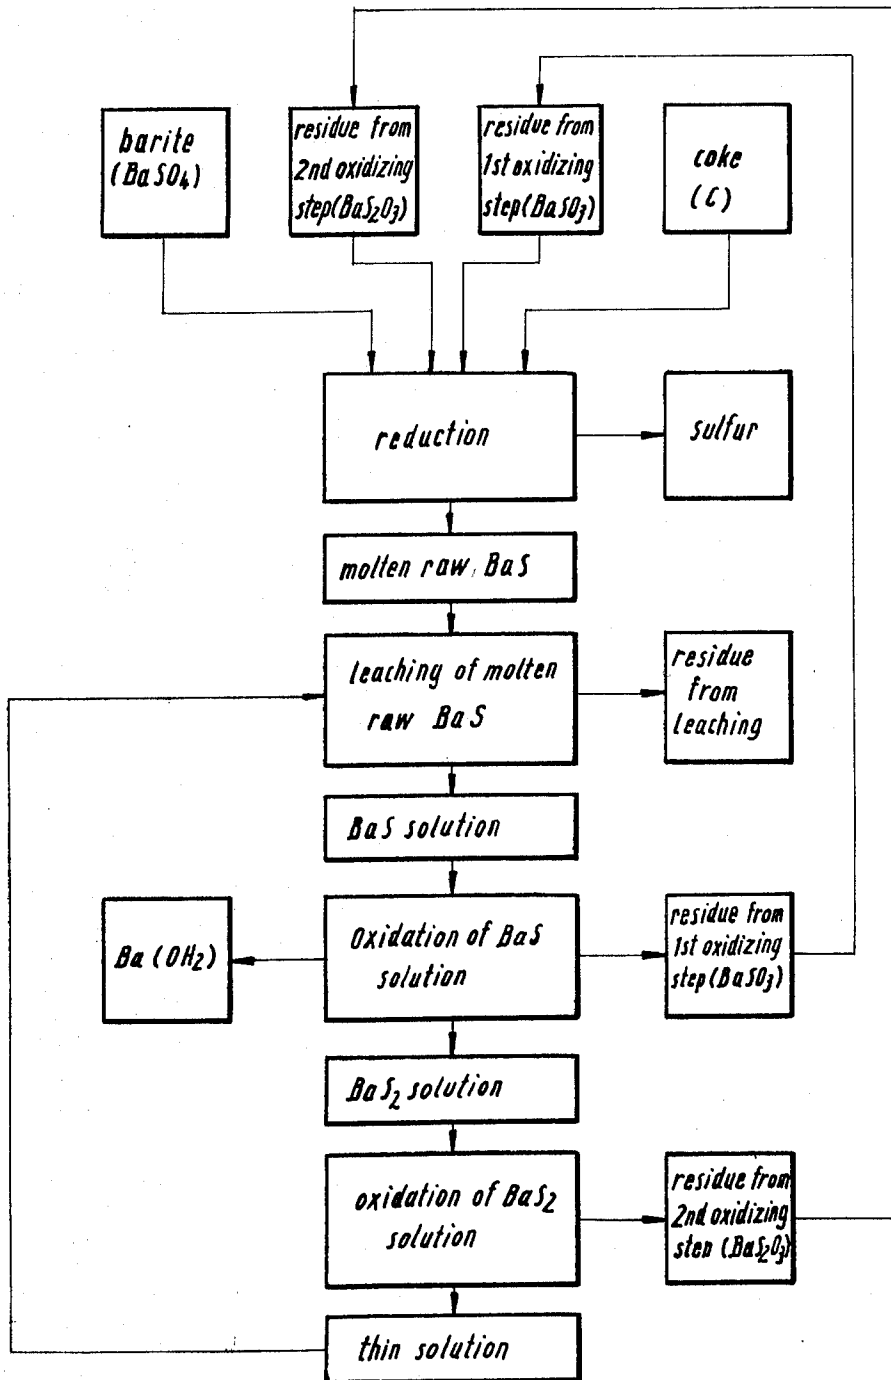 barite
(BaSO₄)
residue from
2nd oxidizing
step(BaS₂O₃)
residue from
1st oxidizing
step(BaSO₃)
coke
(C)
reduction
sulfur
molten raw BaS
leaching of molten
raw BaS
residue
from
leaching
BaS solution
Ba(OH₂)
Oxidation of BaS
solution
residue from
1st oxidizing
step(BaSO₃)
BaS₂ solution
oxidation of BaS₂
solution
residue from
2nd oxidizing
step (BaS₂O₃)
thin solution